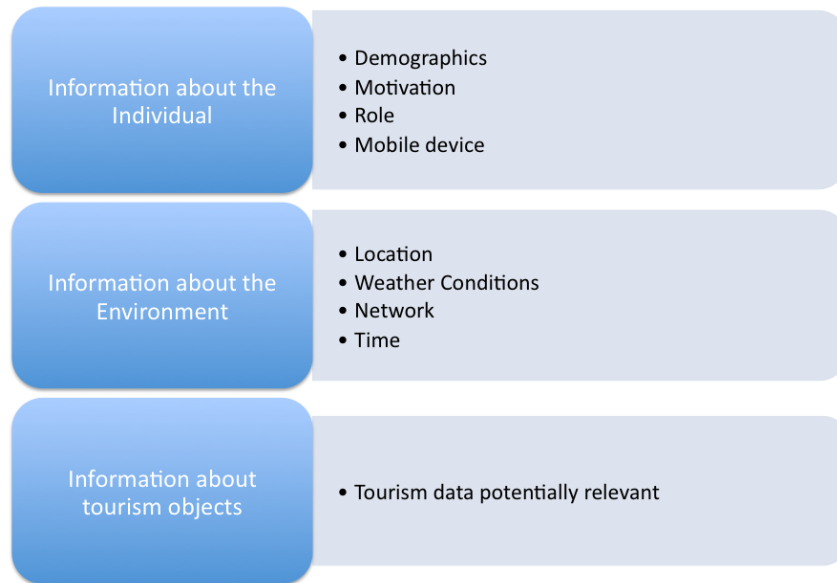 Information about the
Individual
• Demographics
• Motivation
• Role
• Mobile device
Information about the
Environment
• Location
• Weather Conditions
• Network
• Time
Information about
tourism objects
• Tourism data potentially relevant